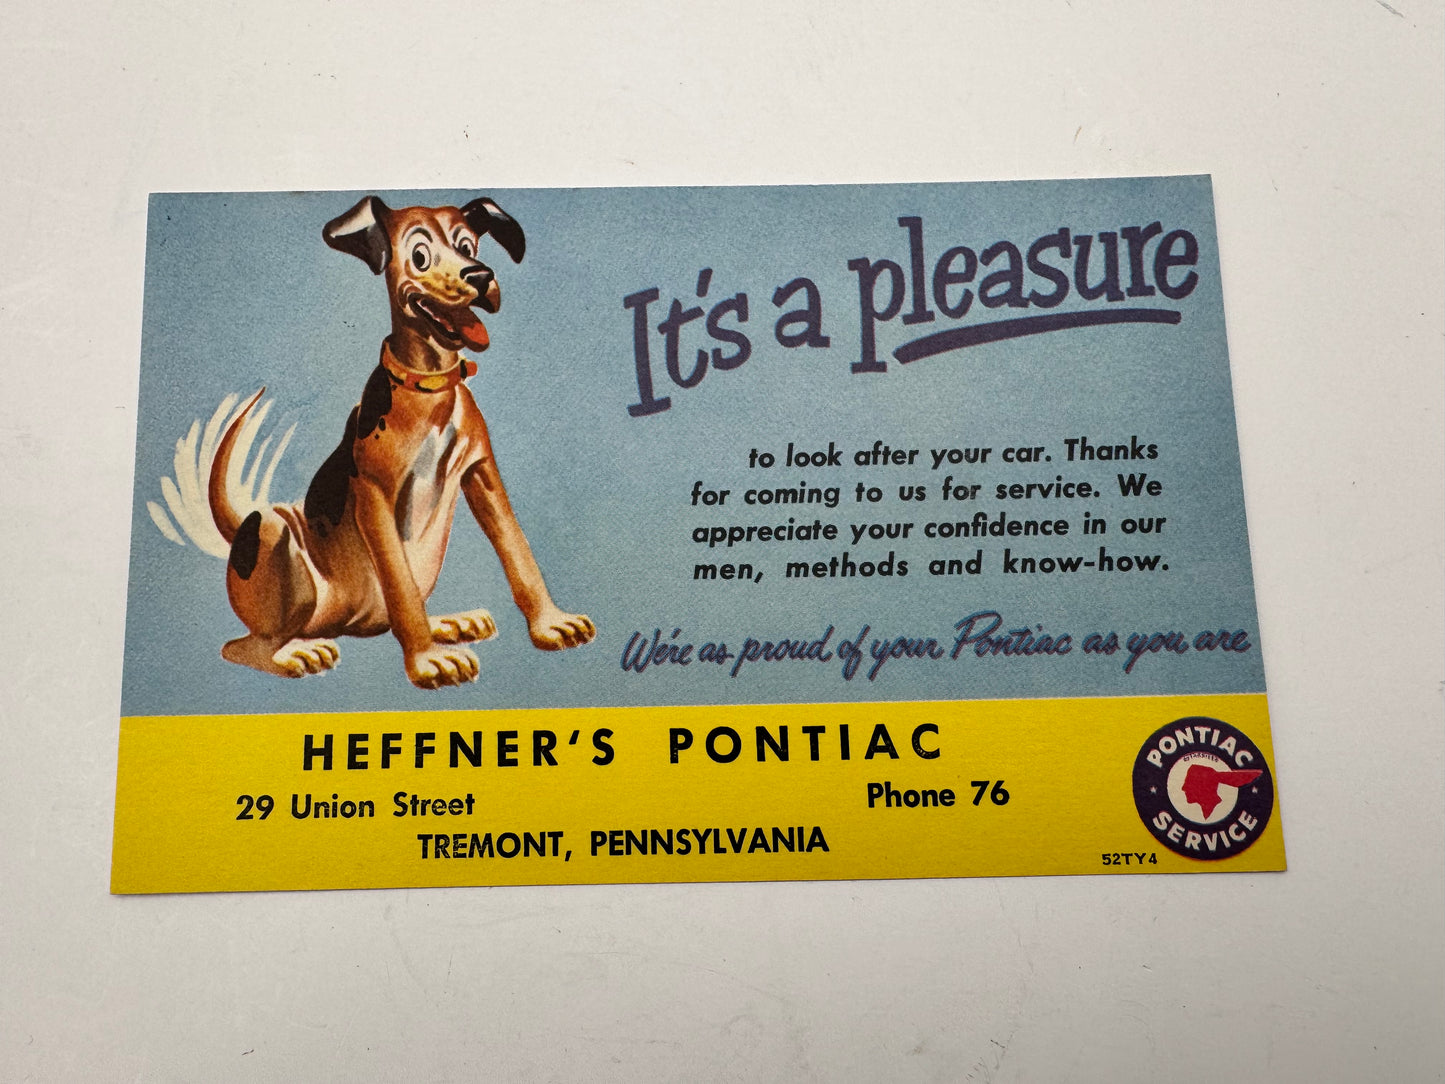 It's a pleasure
to look after your car. Thanks
for coming to us for service. We
appreciate your confidence in our
men, methods and know-how.
We're as proud of your Pontiac as you are
HEFFNER'S PONTIAC
29 Union Street
Phone 76
TREMONT, PENNSYLVANIA
PONTIAC
SERVICE
52TY4